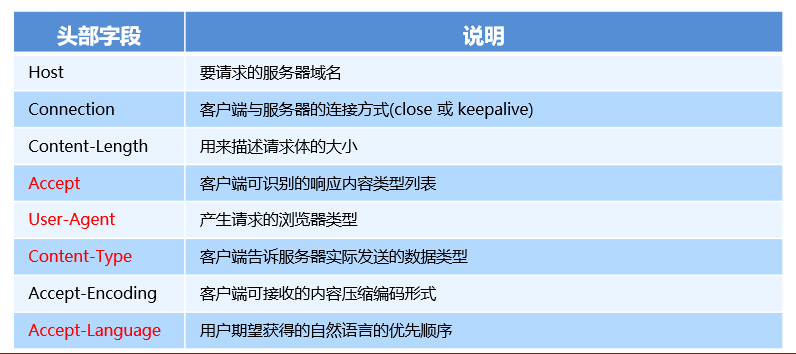 头部字段 说明
Host 要请求的服务器域名
Connection 客户端与服务器的连接方式(close 或 keepalive)
Content-Length 用来描述请求体的大小
Accept 客户端可识别的响应内容类型列表
User-Agent 产生请求的浏览器类型
Content-Type 客户端告诉服务器实际发送的数据类型
Accept-Encoding 客户端可接收的内容压缩编码形式
Accept-Language 用户期望获得的自然语言的优先顺序